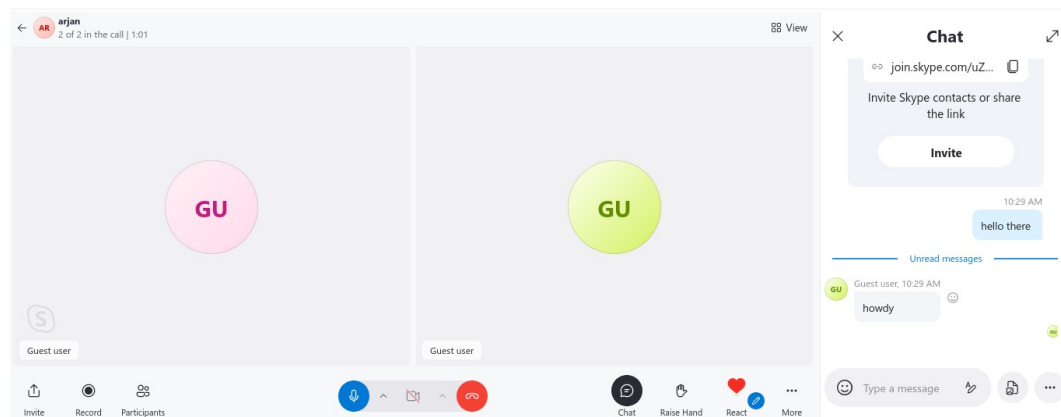 AR
arjan
2 of 2 in the call | 1:01
View
GU
GU
S
Guest user
Guest user
Invite
Record
Participants
Chat
Raise Hand
React
More
Chat
join.skype.com/uZ...
Invite Skype contacts or share
the link
Invite
10:29 AM
hello there
Unread messages
GU
Guest user, 10:29 AM
howdy
GU
Type a message